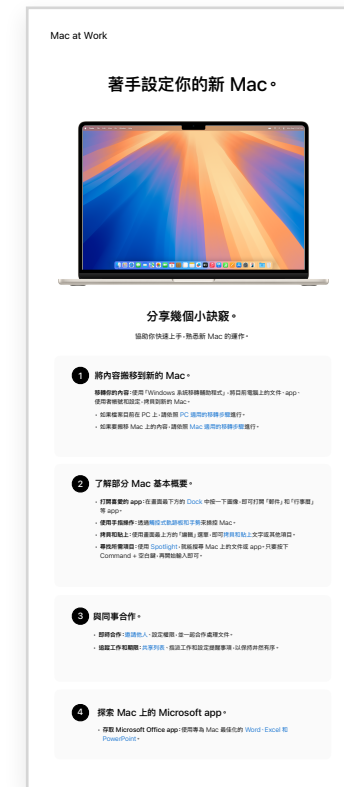 Mac at Work
著手設定你的新 Mac。
分享幾個小訣竅。
協助你快速上手，熟悉新 Mac 的運作。
1 將內容搬移到新的 Mac。
移轉你的內容：使用「Windows 系統移轉輔助程式」，將目前電腦上的文件、app、
使用者帳號和設定，拷貝到新的 Mac。
• 如果檔案目前在 PC 上，請依照 PC 適用的移轉步驟進行。
• 如果要搬移 Mac 上的內容，請依照 Mac 適用的移轉步驟進行。
2 了解部分 Mac 基本概要。
• 打開喜愛的 app：在畫面最下方的 Dock 中按一下圖像，即可打開「郵件」和「行事曆」
等 app。
• 使用手指操作：透過觸控式軌跡板和手勢來操控 Mac。
• 拷貝和貼上：使用畫面最上方的「編輯」選單，即可拷貝和貼上文字或其他項目。
• 尋找所需項目：使用 Spotlight，就能搜尋 Mac 上的文件或 app。只要按下
Command + 空白鍵，再開始輸入即可。
3 與同事合作。
• 即時合作：邀請他人、設定權限，並一起合作處理文件。
• 追蹤工作和期限：共享列表、指派工作和設定提醒事項，以保持井然有序。
4 探索 Mac 上的 Microsoft app。
• 存取 Microsoft Office app：使用專為 Mac 最佳化的 Word、Excel 和
PowerPoint。